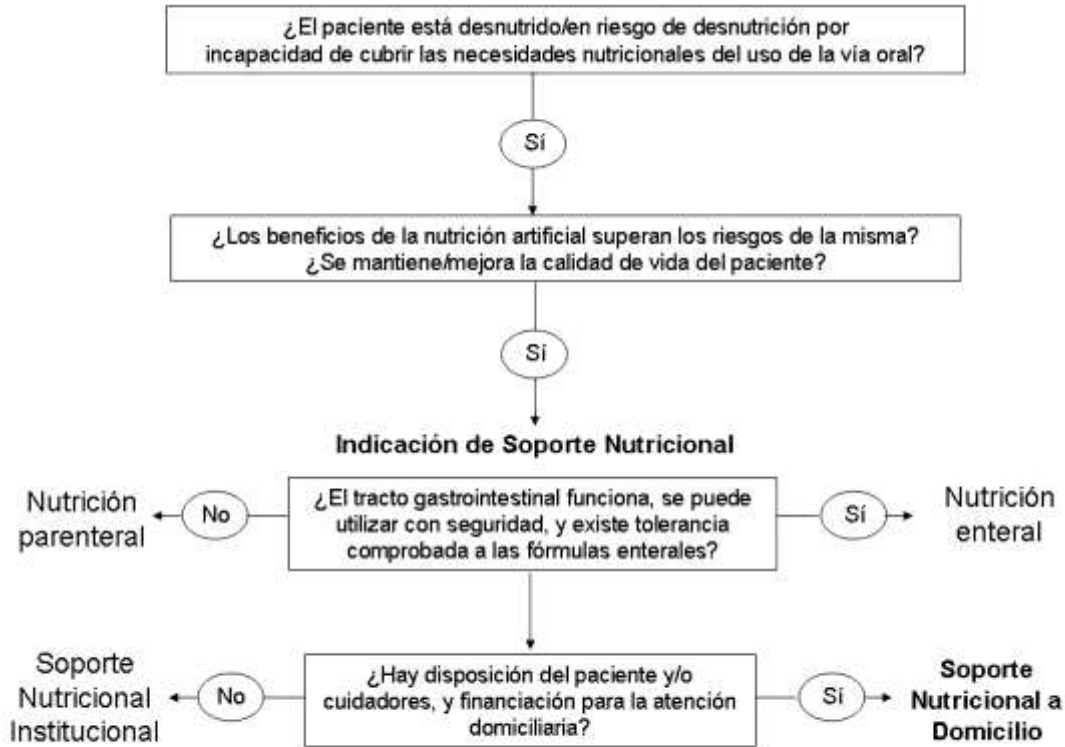 ¿El paciente está desnutrido/en riesgo de desnutrición por
incapacidad de cubrir las necesidades nutricionales del uso de la vía oral?
Sí
¿Los beneficios de la nutrición artificial superan los riesgos de la misma?
¿Se mantiene/mejora la calidad de vida del paciente?
Sí
Indicación de Soporte Nutricional
Nutrición
parenteral
No
¿El tracto gastrointestinal funciona, se puede
utilizar con seguridad, y existe tolerancia
comprobada a las fórmulas enterales?
Sí
Nutrición
enteral
Soporte
Nutricional
Institucional
No
¿Hay disposición del paciente y/o
cuidadores, y financiación para la atención
domiciliaria?
Sí
Soporte
Nutricional a
Domicilio